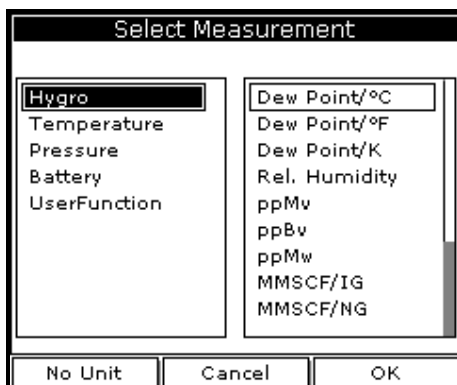 Select Measurement
Hygro
Temperature
Pressure
Battery
UserFunction
Dew Point/°C
Dew Point/°F
Dew Point/K
Rel. Humidity
ppMv
ppBv
ppMw
MMSCF/IG
MMSCF/NG
No Unit
Cancel
OK